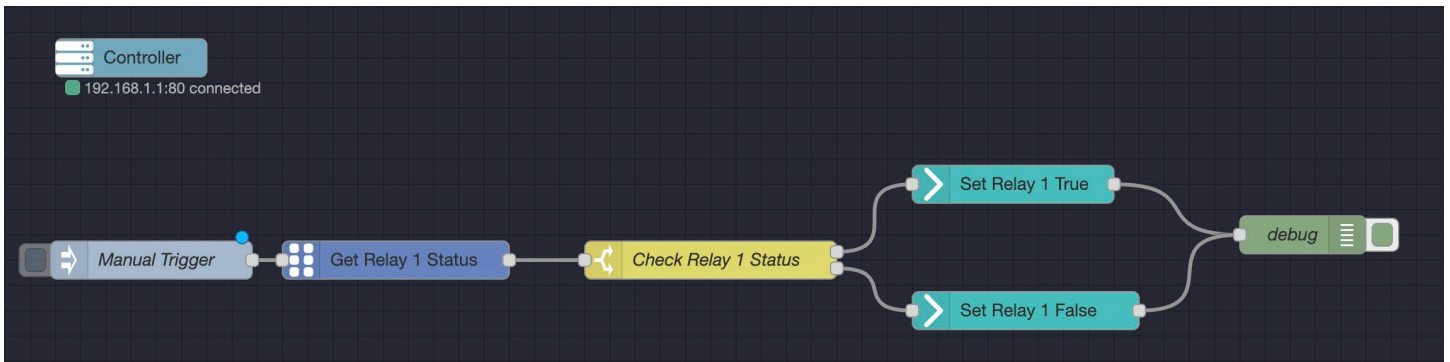 Controller
192.168.1.1:80 connected
Set Relay 1 True
debug
Manual Trigger
Get Relay 1 Status
Check Relay 1 Status
Set Relay 1 False